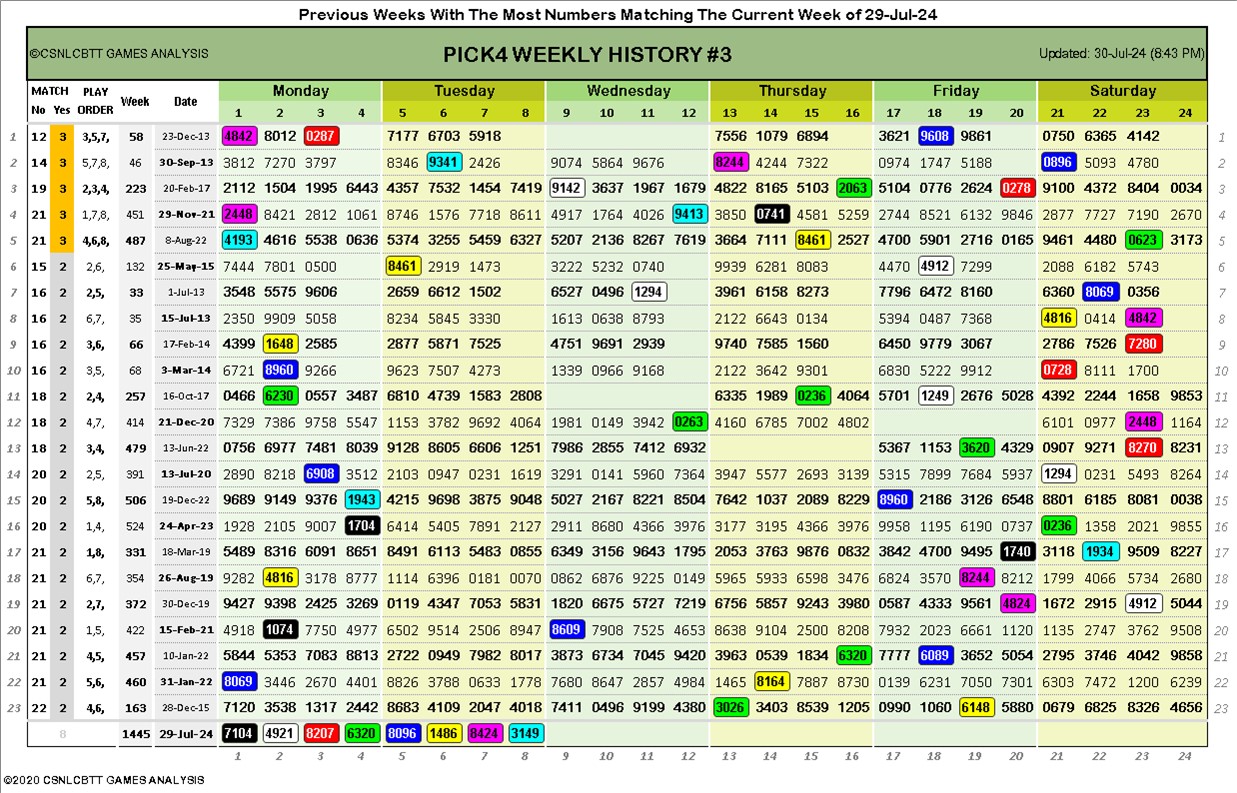 Previous Weeks With The Most Numbers Matching The Current Week of 29-Jul-24
©CSNLCBTT GAMES ANALYSIS PICK4 WEEKLY HISTORY #3 Updated: 30-Jul-24 (8:43 PM)
MATCH PLAY Week Date Monday Tuesday Wednesday Thursday Friday Saturday
No Yes ORDER 1 2 3 4 5 6 7 8 9 10 11 12 13 14 15 16 17 18 19 20 21 22 23 24
1 12 3 3,5,7, 58 23-Dec-13 4842 8012 0287 7177 6703 5918 7556 1079 6894 3621 9608 9861 0750 6365 4142 1
2 14 3 5,7,8, 46 30-Sep-13 3812 7270 3797 8346 9341 2426 9074 5864 9676 8244 4244 7322 0974 1747 5188 0896 5093 4780 2
3 19 3 2,3,4, 223 20-Feb-17 2112 1504 1995 6443 4357 7532 1454 7419 9142 3637 1967 1679 4822 8165 5103 2063 5104 0776 2624 0278 9100 4372 8404 0034 3
4 21 3 1,7,8, 451 29-Nov-21 2448 8421 2812 1061 8746 1576 7718 8611 4917 1764 4026 9413 3850 0741 4581 5259 2744 8521 6132 9846 2877 7727 7190 2670 4
5 21 3 4,6,8, 487 8-Aug-22 4193 4616 5538 0636 5374 3255 5459 6327 5207 2136 8267 7619 3664 7111 8461 2527 4700 5901 2716 0165 9461 4480 0623 3173 5
6 15 2 2,6, 132 25-May-15 7444 7801 0500 8461 2919 1473 3222 5232 0740 9939 6281 8083 4470 4912 7299 2088 6182 5743 6
7 16 2 2,5, 33 1-Jul-13 3548 5575 9606 2659 6612 1502 6527 0496 1294 3961 6158 8273 7796 6472 8160 6360 8069 0356 7
8 16 2 6,7, 35 15-Jul-13 2350 9909 5058 8234 5845 3330 1613 0638 8793 2122 6643 0134 5394 0487 7368 4816 0414 4842 8
9 16 2 3,6, 66 17-Feb-14 4399 1648 2585 2877 5871 7525 4751 9691 2939 9740 7585 1560 6450 9779 3067 2786 7526 7280 9
10 16 2 3,5, 68 3-Mar-14 6721 8960 9266 9623 7507 4273 1339 0966 9168 2122 3642 9301 6830 5222 9912 0728 8111 1700 10
11 18 2 2,4, 257 16-Oct-17 0466 6230 0557 3487 6810 4739 1583 2808 6335 1989 0236 4064 5701 1249 2676 5028 4392 2244 1658 9853 11
12 18 2 4,7, 414 21-Dec-20 7329 7386 9758 5547 1153 3782 9692 4064 1981 0149 3942 0263 4160 6785 7002 4802 6101 0977 2448 1164 12
13 18 2 3,4, 479 13-Jun-22 0756 6977 7481 8039 9128 8605 6606 1251 7986 2855 7412 6932 5367 1153 3620 4329 0907 9271 8270 8231 13
14 20 2 2,5, 391 13-Jul-20 2890 8218 6908 3512 2103 0947 0231 1619 3291 0141 5960 7364 3947 5577 2693 3139 5315 7899 7684 5937 1294 0231 5493 8264 14
15 20 2 5,8, 506 19-Dec-22 9689 9149 9376 1943 4215 9698 3875 9048 5027 2167 8221 8504 7642 1037 2089 8229 8960 2186 3126 6548 8801 6185 8081 0038 15
16 20 2 1,4, 524 24-Apr-23 1928 2105 9007 1704 6414 5405 7891 2127 2911 8680 4366 3976 3177 3195 4366 3976 9958 1195 6190 0737 0236 1358 2021 9855 16
17 21 2 1,8, 331 18-Mar-19 5489 8316 6091 8651 8491 6113 5483 0855 6349 3156 9643 1795 2053 3763 9876 0832 3842 4700 9495 1740 3118 1934 9509 8227 17
18 21 2 6,7, 354 26-Aug-19 9282 4816 3178 8777 1114 6396 0181 0070 0862 6876 9225 0149 5965 5933 6598 3476 6824 3570 8244 8212 1799 4066 5734 2680 18
19 21 2 2,7, 372 30-Dec-19 9427 9398 2425 3269 0119 4347 7053 5831 1820 6675 5727 7219 6756 5857 9243 3980 0587 4333 9561 4824 1672 2915 4912 5044 19
20 21 2 1,5, 422 15-Feb-21 4918 1074 7750 4977 6502 9514 2506 8947 8609 7908 7525 4653 8638 9104 2500 8208 7932 2023 6661 1120 1135 2747 3762 9508 20
21 21 2 4,5, 457 10-Jan-22 5844 5353 7083 8813 2722 0949 7982 8017 3873 6734 7045 9420 3963 0539 1834 6320 7777 6089 3652 5054 2795 3746 4042 9858 21
22 21 2 5,6, 460 31-Jan-22 8069 3446 2670 4401 8826 3788 0633 1778 7680 8647 2857 4984 1465 8164 7887 8730 0139 6231 7050 7301 6303 7472 1200 6239 22
23 22 2 4,6, 163 28-Dec-15 7120 3538 1317 2442 8683 4109 2047 4018 7411 0496 9199 4380 3026 3403 8539 1205 0990 1060 6148 5880 0679 6825 8326 4656 23
8 1445 29-Jul-24 7104 4921 8207 6320 8096 1486 8424 3149
1 2 3 4 5 6 7 8 9 10 11 12 13 14 15 16 17 18 19 20 21 22 23 24
©2020 CSNLCBTT GAMES ANALYSIS